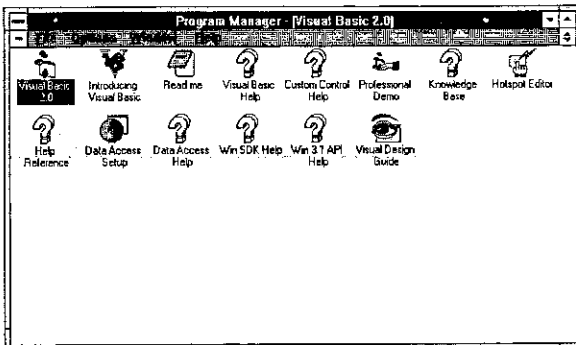 Program Manager - [Visual Basic 2.0]
Visual Basic 2.0
Introducing Visual Basic
Read me
Visual Basic Help
Custom Control Help
Professional Demo
Knowledge Base
Hotspot Editor
Help Reference
Data Access Setup
Data Access Help
Win SDK Help
Win 3.1 API Help
Visual Design Guide